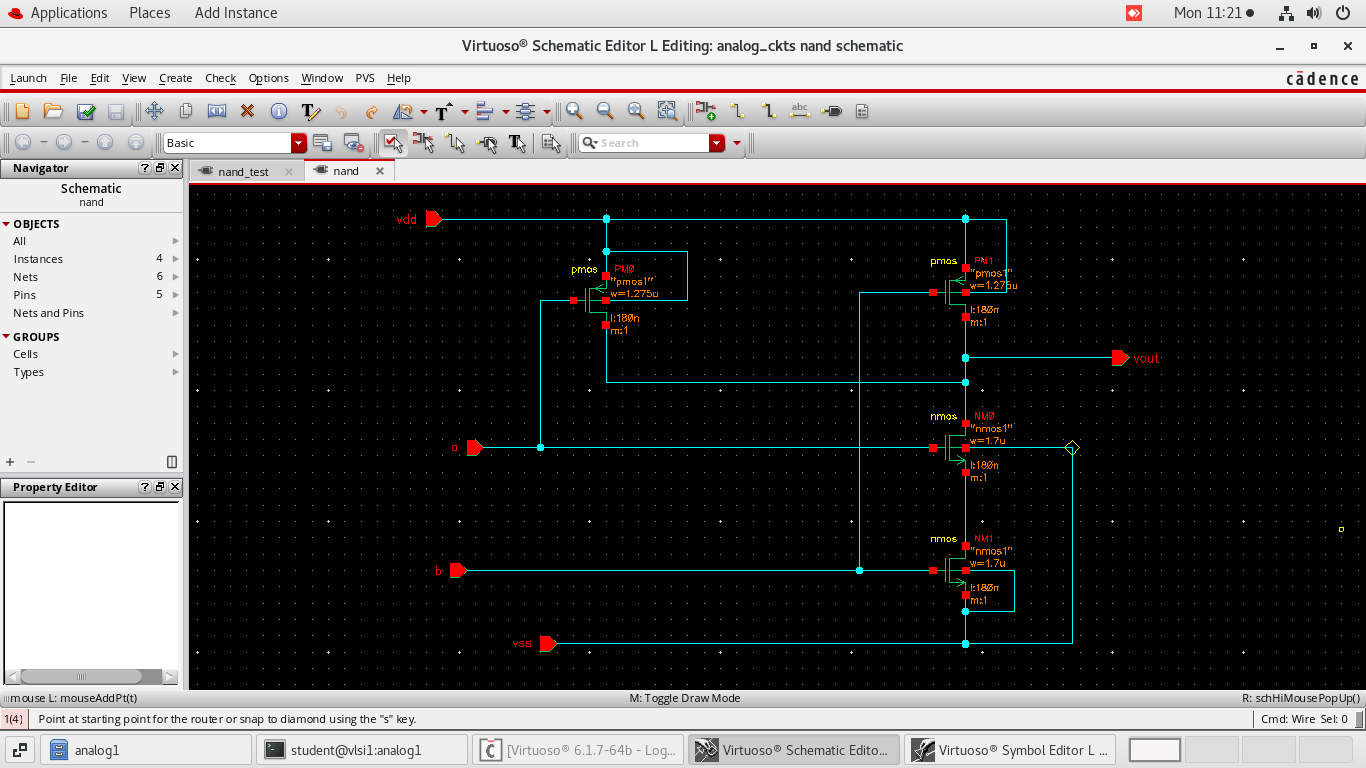 Applications Places Add Instance Mon 11:21
Virtuoso® Schematic Editor L Editing: analog_ckts nand schematic
Launch File Edit View Create Check Options Window PVS Help cādence
abc
Basic Search
Navigator ? nand_test nand
Schematic
nand
OBJECTS
All
Instances 4
Nets 6
Pins 5
Nets and Pins
GROUPS
Cells
Types
Property Editor ?
vdd
pmos PM0
"pmos1"
w=1.275u
l:180n
m:1
pmos PM1
"pmos1"
w=1.275u
l:180n
m:1
vout
a
nmos NM0
"nmos1"
w=1.7u
l:180n
m:1
b
nmos NM1
"nmos1"
w=1.7u
l:180n
m:1
vss
mouse L: mouseAddPt(t) M: Toggle Draw Mode R: schHiMousePopUp()
1(4) Point at starting point for the router or snap to diamond using the "s" key. Cmd: Wire Sel: 0
analog1 student@vlsi1:analog1 [Virtuoso® 6.1.7-64b - Log... Virtuoso® Schematic Edito... Virtuoso® Symbol Editor L ...